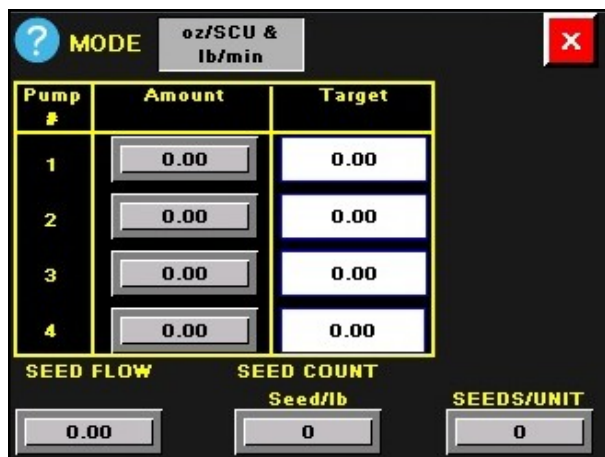 ?
MODE
oz/SCU &
lb/min
X
Pump
#
Amount
Target
1
0.00
0.00
2
0.00
0.00
3
0.00
0.00
4
0.00
0.00
SEED FLOW
SEED COUNT
Seed/lb
SEEDS/UNIT
0.00
0
0